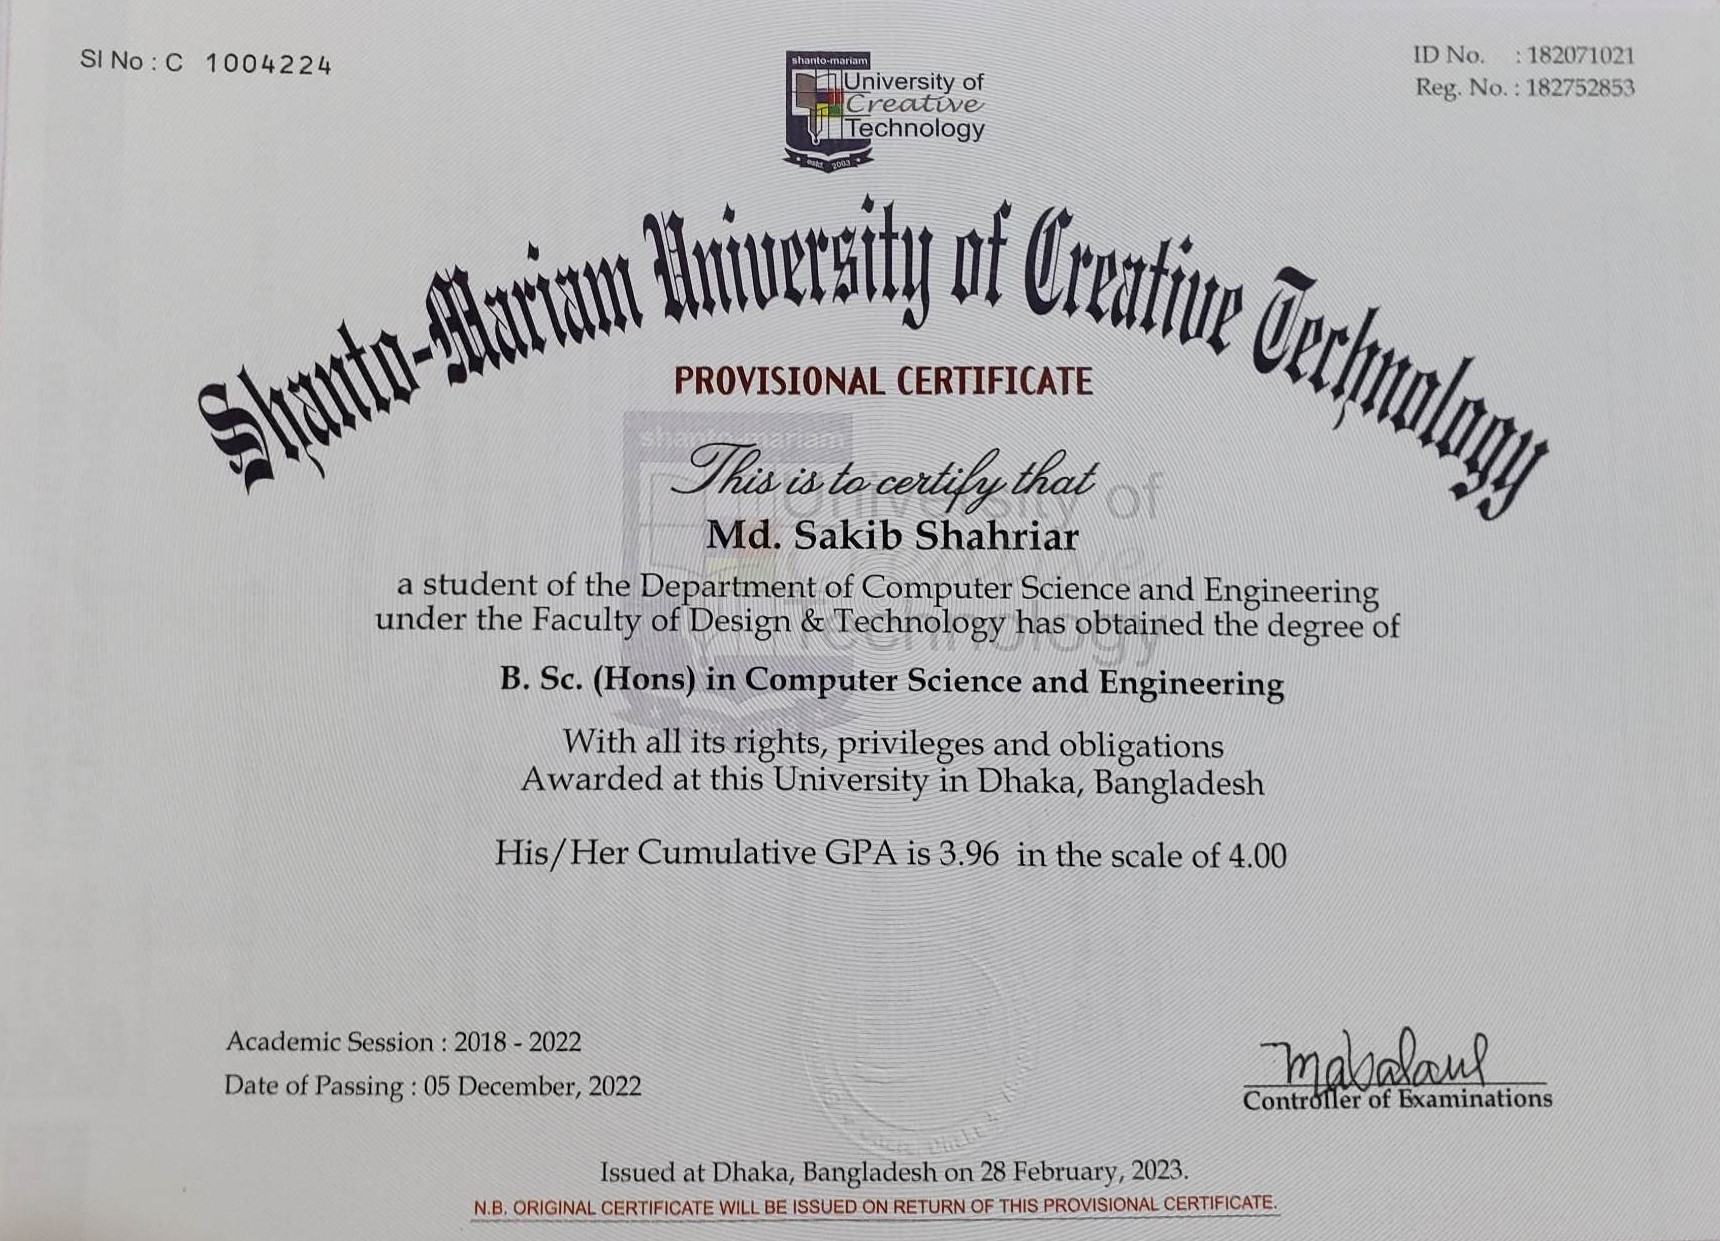 Sl No : C 1004224
ID No. : 182071021
Reg. No. : 182752853
shanto-mariam
University of
Creative
Technology
estd 2003
Shanto-Mariam University of Creative Technology
PROVISIONAL CERTIFICATE
shanto-mariam
University of
Creative
Technology
This is to certify that
Md. Sakib Shahriar
a student of the Department of Computer Science and Engineering
under the Faculty of Design & Technology has obtained the degree of
B. Sc. (Hons) in Computer Science and Engineering
With all its rights, privileges and obligations
Awarded at this University in Dhaka, Bangladesh
His/Her Cumulative GPA is 3.96 in the scale of 4.00
Academic Session : 2018 - 2022
Date of Passing : 05 December, 2022
Controller of Examinations
Issued at Dhaka, Bangladesh on 28 February, 2023.
N.B. ORIGINAL CERTIFICATE WILL BE ISSUED ON RETURN OF THIS PROVISIONAL CERTIFICATE.